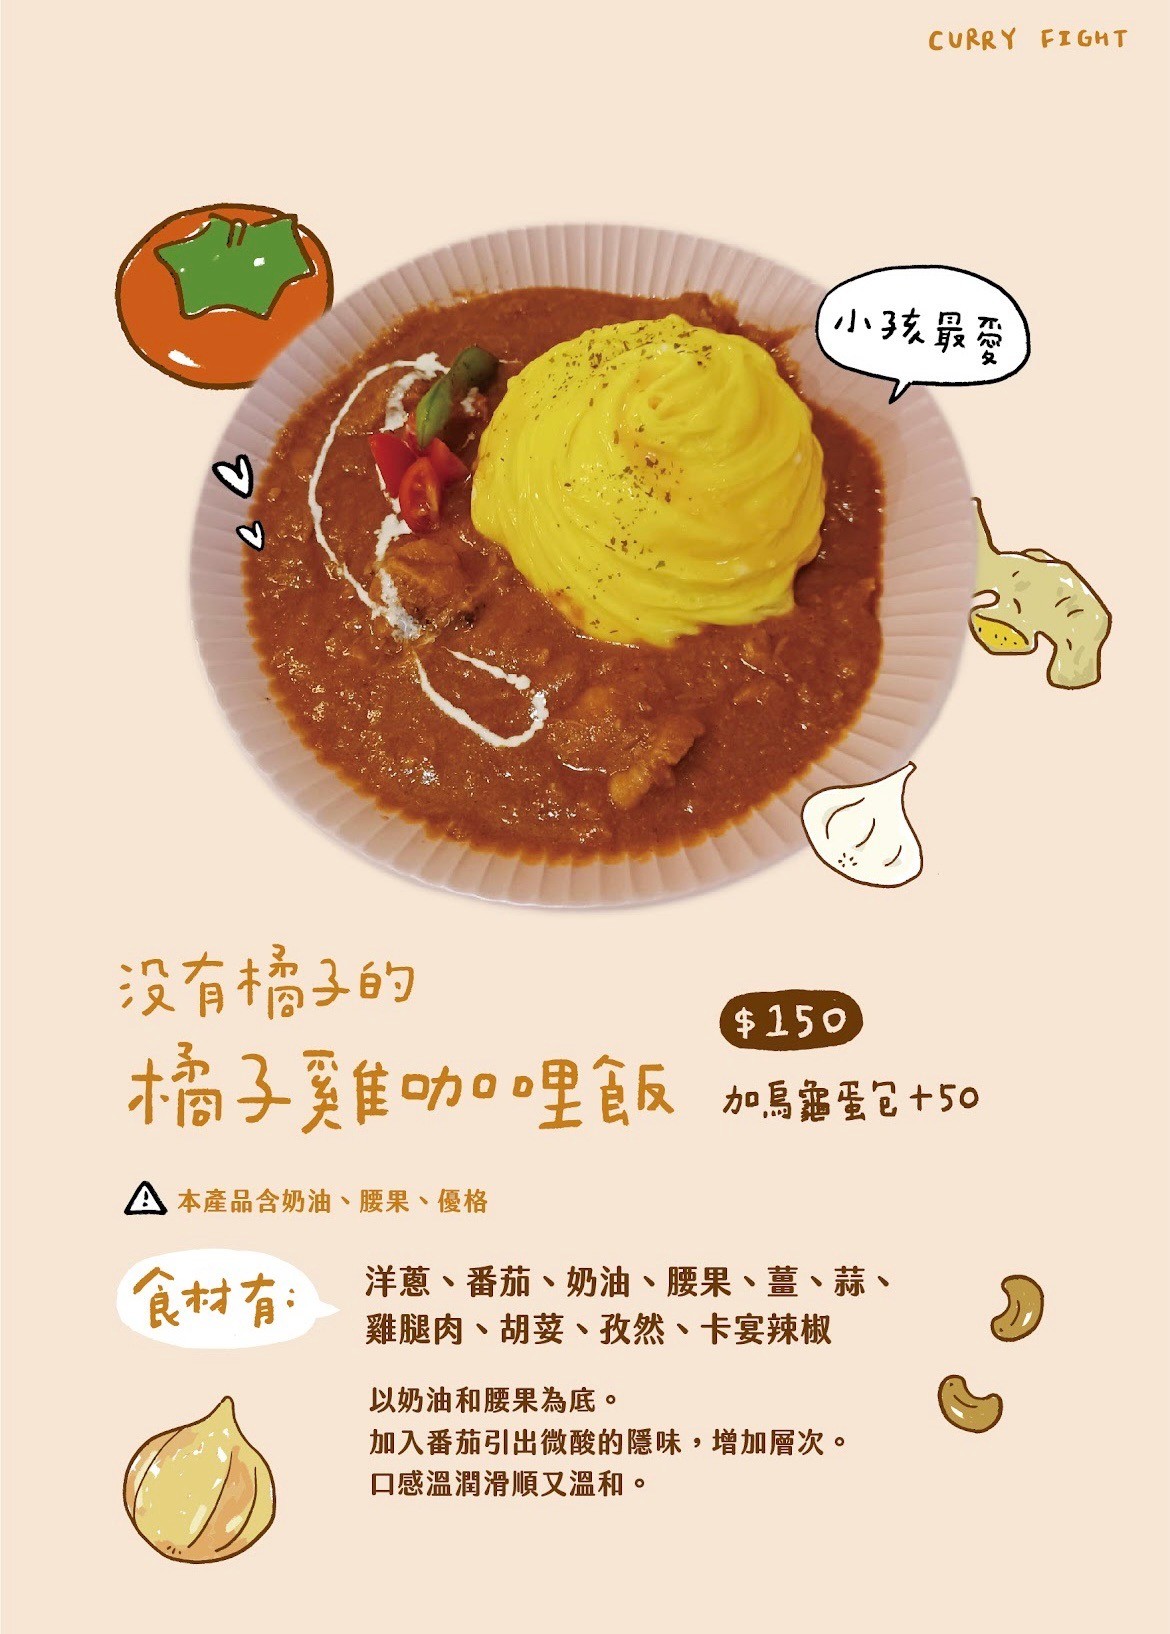 CURRY FIGHT
小孩最愛
沒有橘子的
橘子雞咖哩飯
$150
加烏龜蛋包+50
本產品含奶油、腰果、優格
食材有:
洋蔥、番茄、奶油、腰果、薑、蒜、
雞腿肉、胡荽、孜然、卡宴辣椒
以奶油和腰果為底。
加入番茄引出微酸的隱味，增加層次。
口感溫潤滑順又溫和。